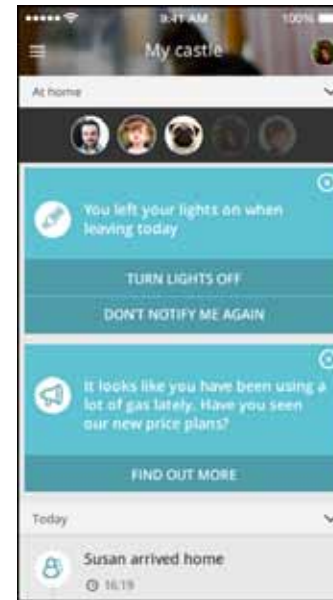 9:41 AM 100%
My castle
At home
You left your lights on when
leaving today
TURN LIGHTS OFF
DON'T NOTIFY ME AGAIN
It looks like you have been using a
lot of gas lately. Have you seen
our new price plans?
FIND OUT MORE
Today
Susan arrived home
16:19